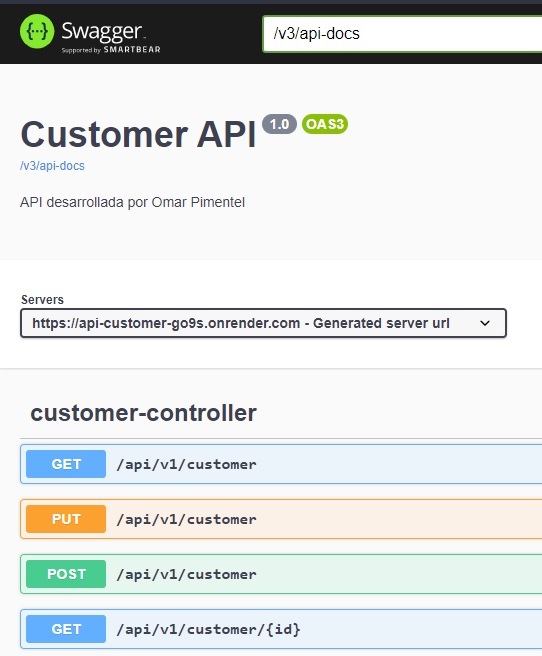 {··}
Swagger
Supported by SMARTBEAR
/v3/api-docs
Customer API 1.0 OAS3
/v3/api-docs
API desarrollada por Omar Pimentel
Servers
https://api-customer-go9s.onrender.com - Generated server url
customer-controller
GET /api/v1/customer
PUT /api/v1/customer
POST /api/v1/customer
GET /api/v1/customer/{id}